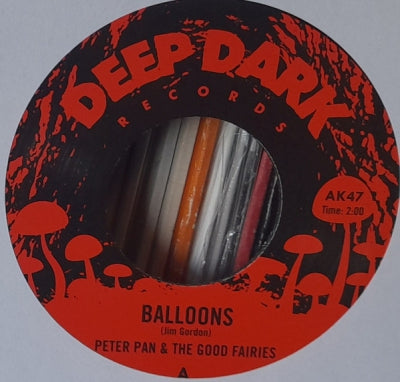 DEEP DARK
RECORDS
AK47
Time: 2:00
BALLOONS
(Jim Gordon)
PETER PAN & THE GOOD FAIRIES
A